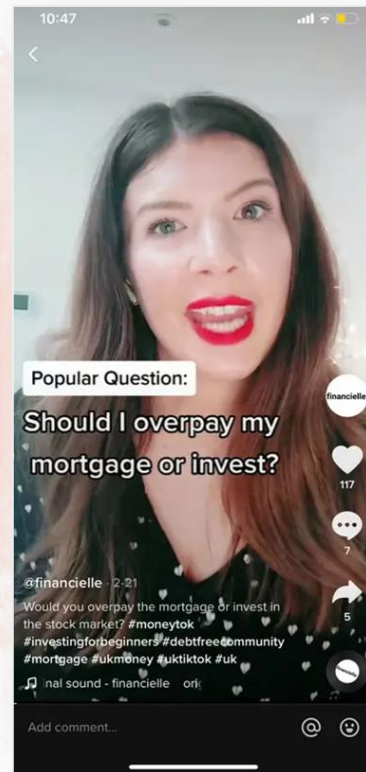 10:47
Popular Question:
Should I overpay my
mortgage or invest?
financielle
117
7
5
@financielle · 2-21
Would you overpay the mortgage or invest in
the stock market? #moneytok
#investingforbeginners #debtfreecommunity
#mortgage #ukmoney #uktiktok #uk
nal sound - financielle ori
Add comment...
@